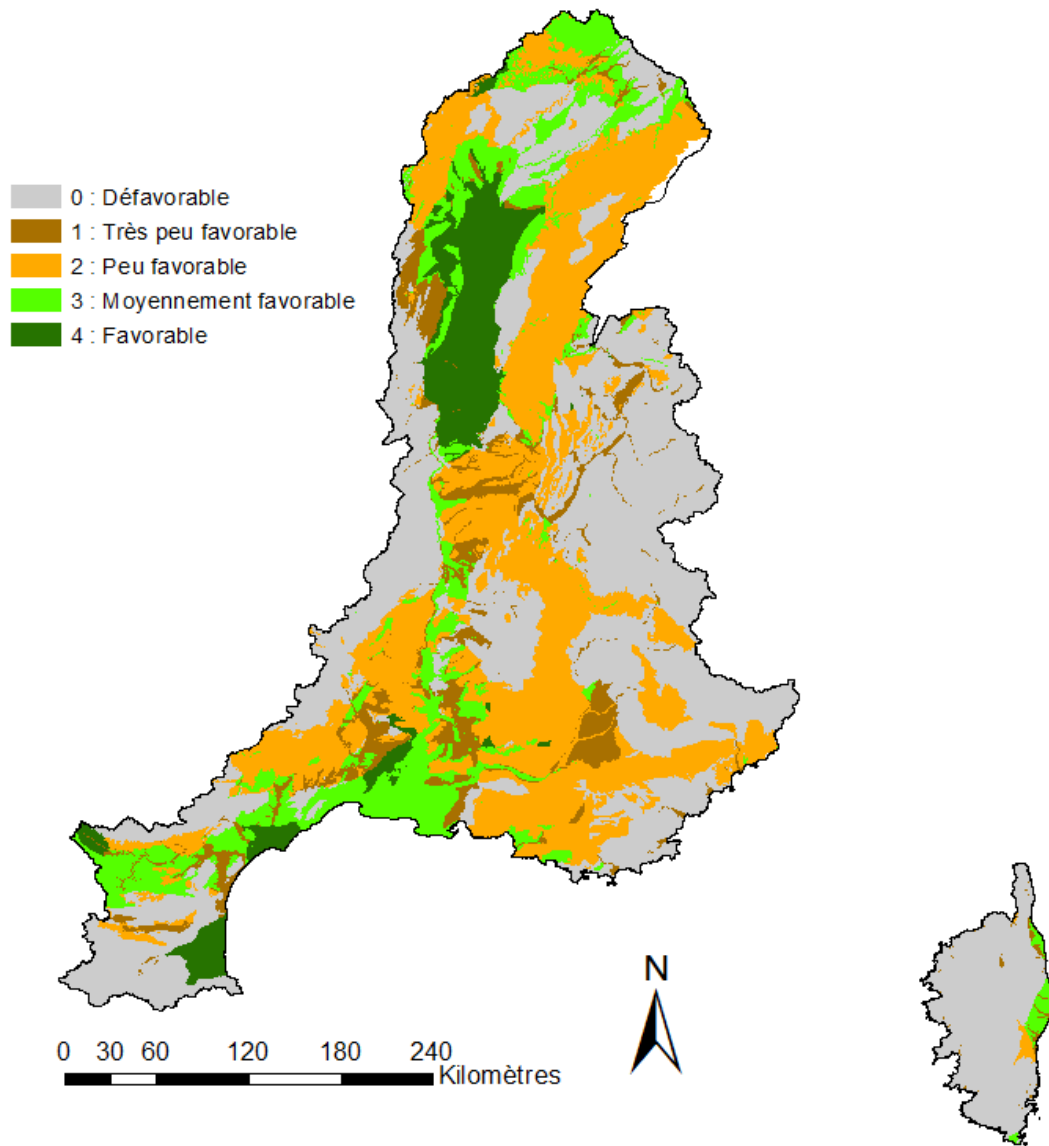 0 : Défavorable
1 : Très peu favorable
2 : Peu favorable
3 : Moyennement favorable
4 : Favorable
N
0 30 60 120 180 240
Kilomètres